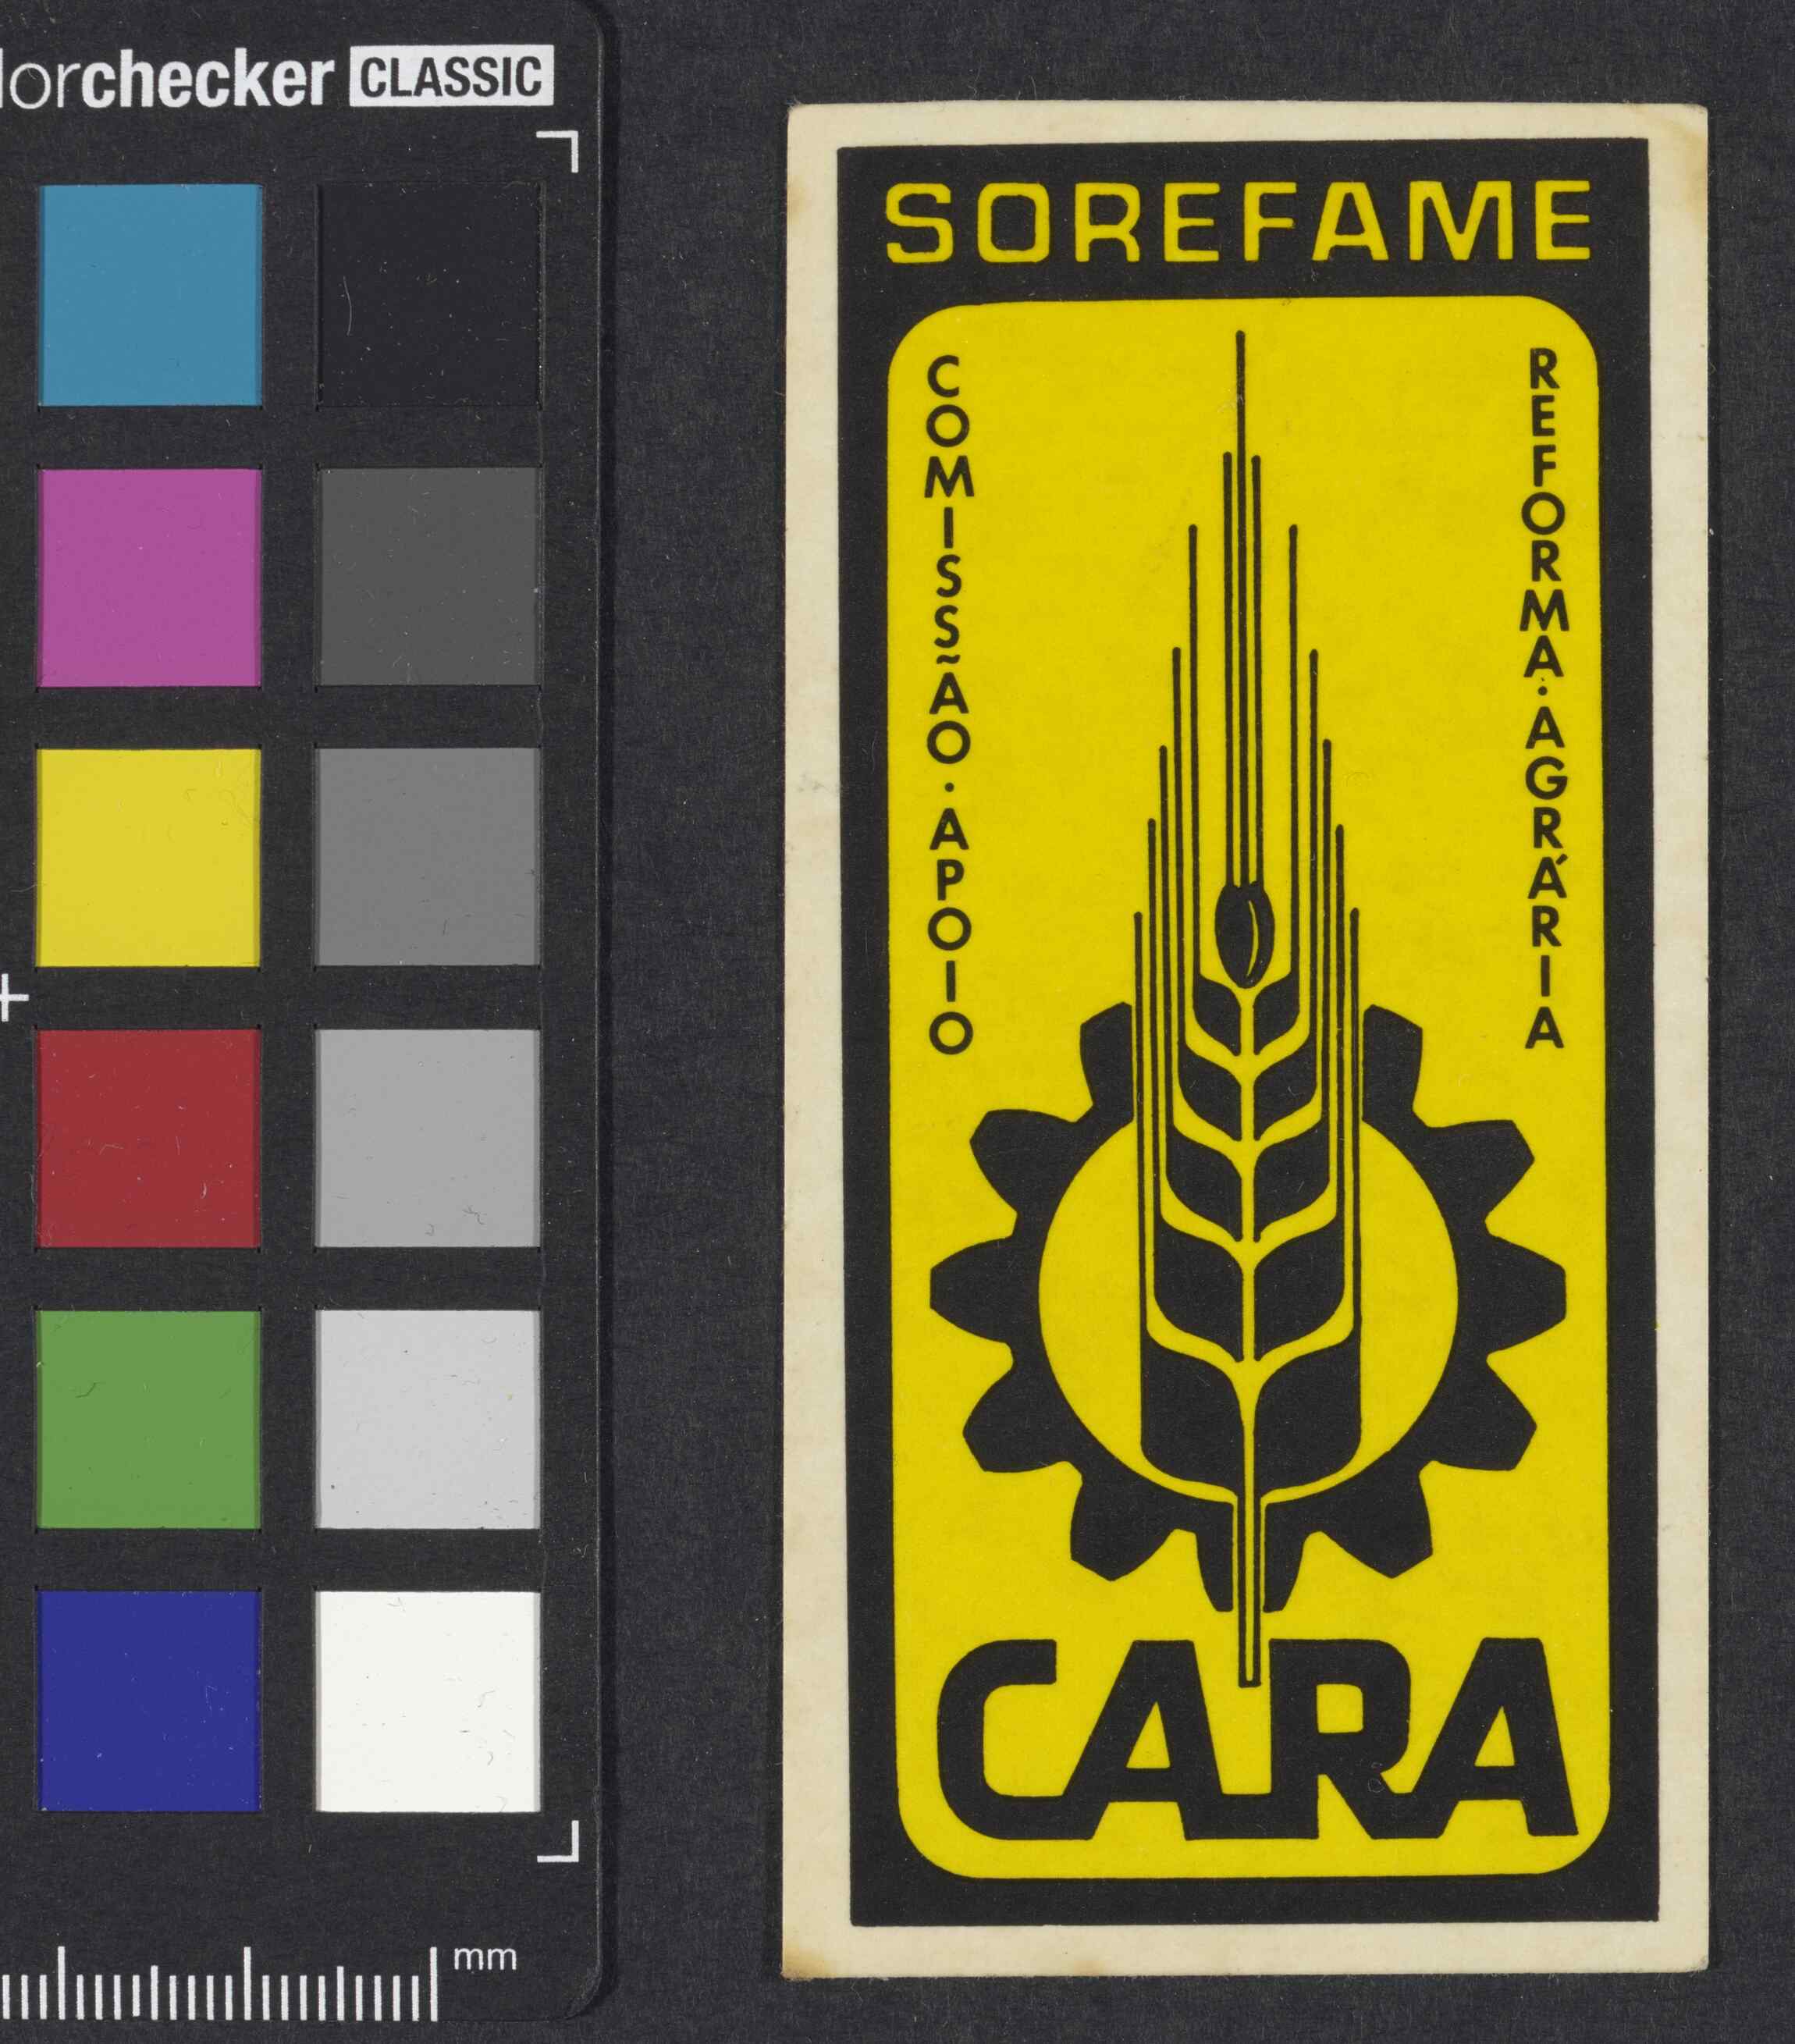 lorchecker CLASSIC
SOREFAME
COMISSÃO·APOIO
REFORMA·AGRÁRIA
CARA
mm